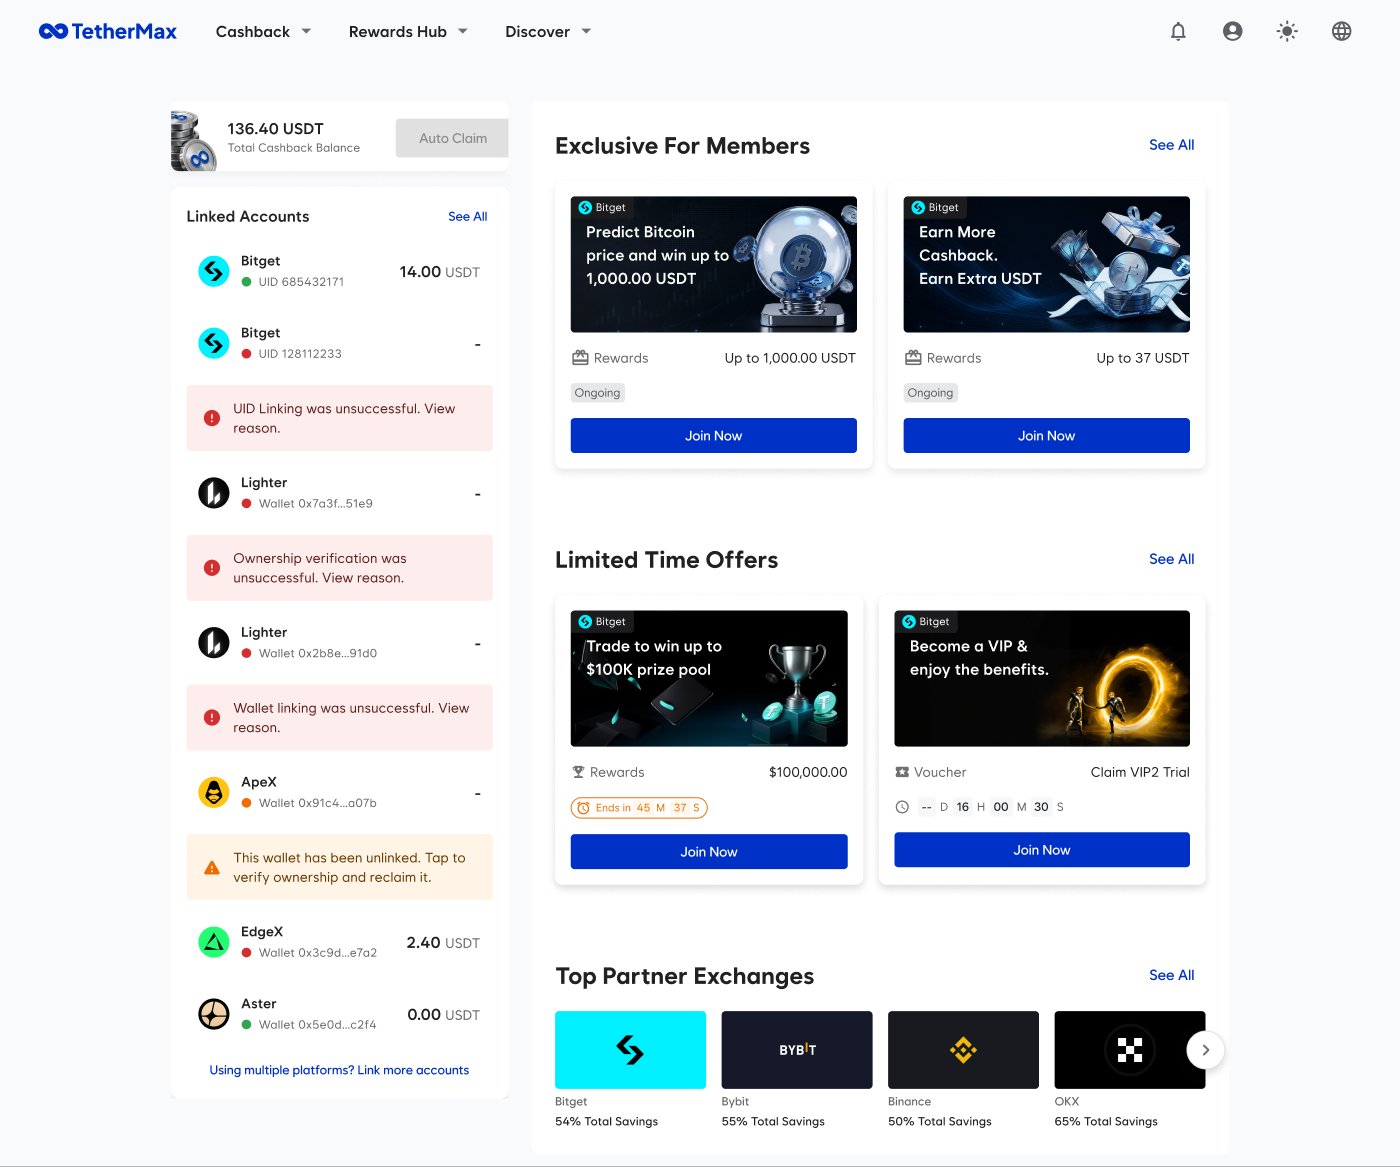 TetherMax
Cashback
Rewards Hub
Discover
136.40 USDT
Total Cashback Balance
Auto Claim
Linked Accounts
See All
Bitget
UID 685432171
14.00 USDT
Bitget
UID 128112233
-
UID Linking was unsuccessful. View
reason.
Lighter
Wallet 0x7a3f...51e9
-
Ownership verification was
unsuccessful. View reason.
Lighter
Wallet 0x2b8e...91d0
-
Wallet linking was unsuccessful. View
reason.
ApeX
Wallet 0x91c4...a07b
-
This wallet has been unlinked. Tap to
verify ownership and reclaim it.
EdgeX
Wallet 0x3c9d...e7a2
2.40 USDT
Aster
Wallet 0x5e0d...c2f4
0.00 USDT
Using multiple platforms? Link more accounts
Exclusive For Members
See All
Bitget
Predict Bitcoin
price and win up to
1,000.00 USDT
Rewards
Up to 1,000.00 USDT
Ongoing
Join Now
Bitget
Earn More
Cashback.
Earn Extra USDT
Rewards
Up to 37 USDT
Ongoing
Join Now
Limited Time Offers
See All
Bitget
Trade to win up to
$100K prize pool
Rewards
$100,000.00
Ends in 45 M 37 S
Join Now
Bitget
Become a VIP &
enjoy the benefits.
Voucher
Claim VIP2 Trial
-- D 16 H 00 M 30 S
Join Now
Top Partner Exchanges
See All
Bitget
54% Total Savings
BYBIT
Bybit
55% Total Savings
Binance
50% Total Savings
OKX
65% Total Savings